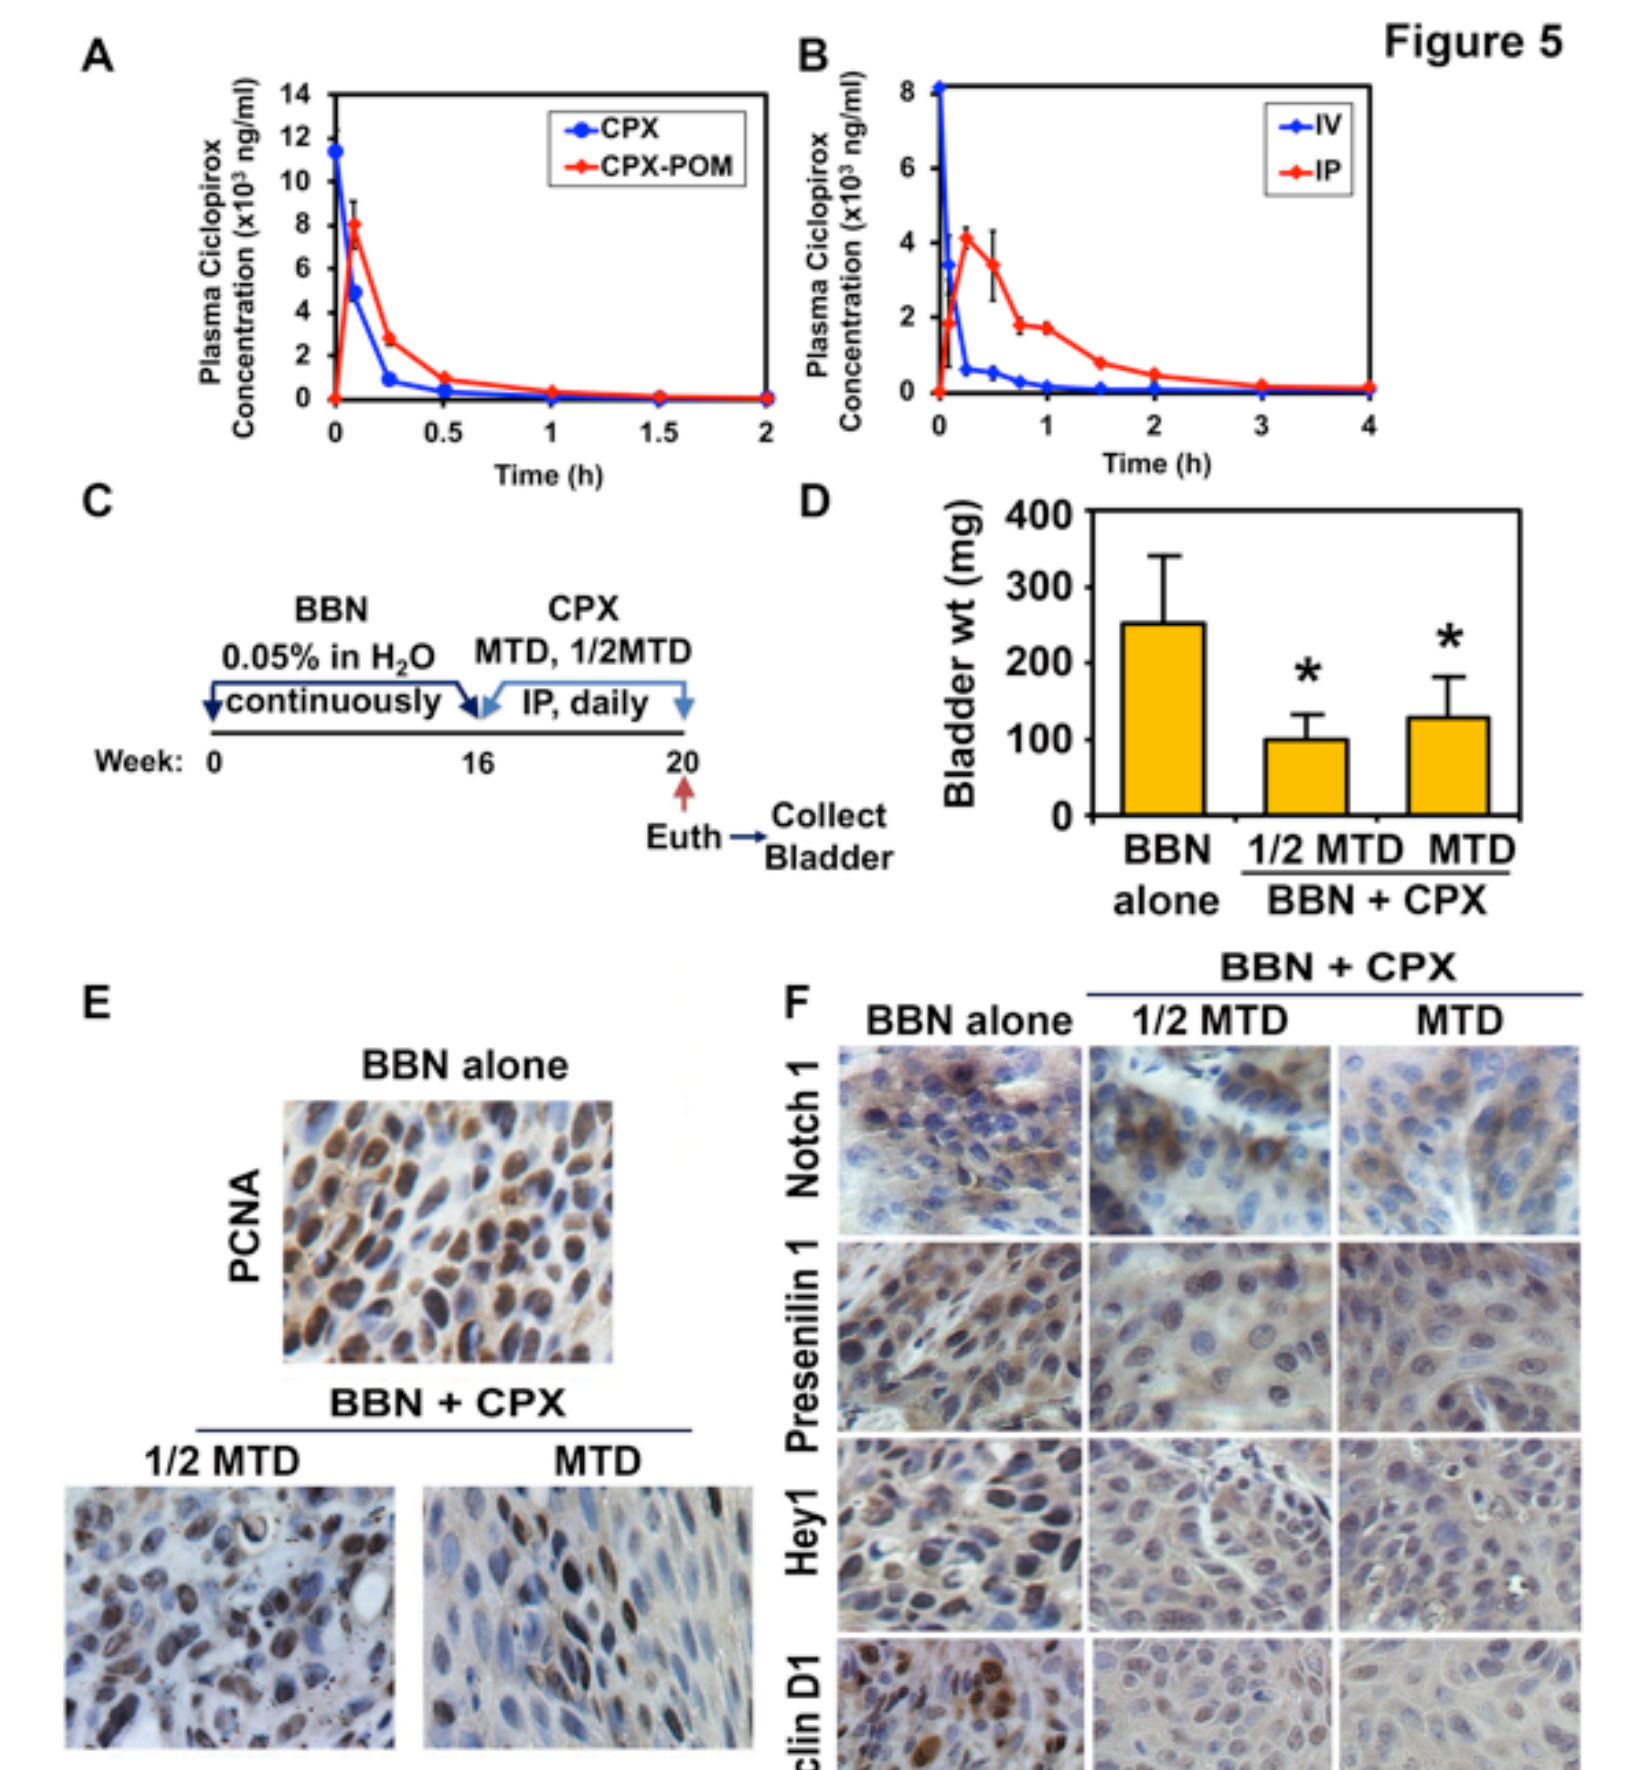 Figure 5
A
Plasma Ciclopirox
Concentration (x10³ ng/ml)
14
12
10
8
6
4
2
0
CPX
CPX-POM
0 0.5 1 1.5 2
Time (h)
B
Plasma Ciclopirox
Concentration (x10³ ng/ml)
8
6
4
2
0
IV
IP
0 1 2 3 4
Time (h)
C
BBN
0.05% in H₂O
continuously
CPX
MTD, 1/2MTD
IP, daily
Week: 0 16 20
Euth
Collect
Bladder
D
Bladder wt (mg)
400
300
200
100
0
*
*
BBN
alone
1/2 MTD MTD
BBN + CPX
E
BBN alone
PCNA
BBN + CPX
1/2 MTD MTD
F
BBN + CPX
BBN alone 1/2 MTD MTD
Notch 1
Presenilin 1
Hey1
clin D1